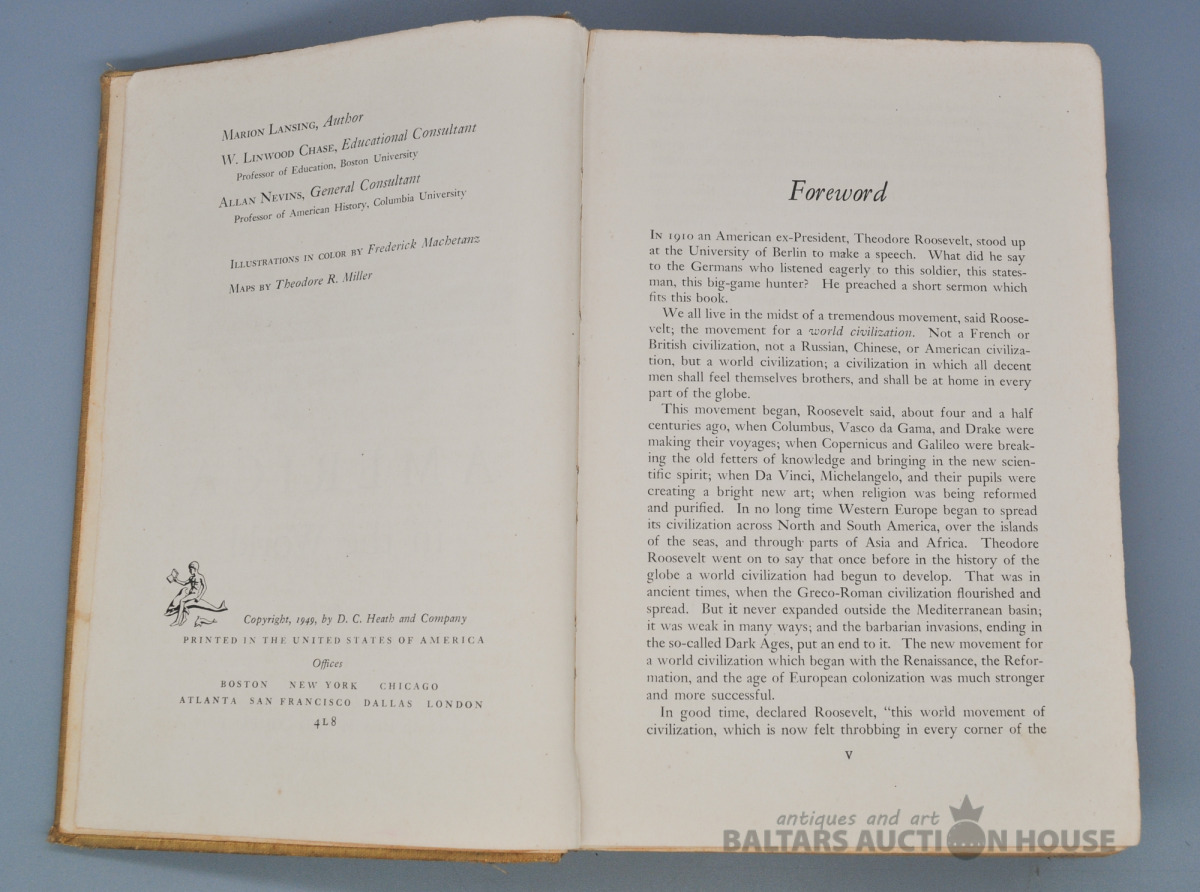 MARION LANSING, Author
W. LINWOOD CHASE, Educational Consultant
Professor of Education, Boston University
ALLAN NEVINS, General Consultant
Professor of American History, Columbia University
ILLUSTRATIONS IN COLOR BY Frederick Machetanz
MAPS BY Theodore R. Miller
Copyright, 1949, by D. C. Heath and Company
PRINTED IN THE UNITED STATES OF AMERICA
Offices
BOSTON NEW YORK CHICAGO
ATLANTA SAN FRANCISCO DALLAS LONDON
4L8
Foreword
IN 1910 an American ex-President, Theodore Roosevelt, stood up
at the University of Berlin to make a speech. What did he say
to the Germans who listened eagerly to this soldier, this states-
man, this big-game hunter? He preached a short sermon which
fits this book.
We all live in the midst of a tremendous movement, said Roose-
velt; the movement for a world civilization. Not a French or
British civilization, not a Russian, Chinese, or American civiliza-
tion, but a world civilization; a civilization in which all decent
men shall feel themselves brothers, and shall be at home in every
part of the globe.
This movement began, Roosevelt said, about four and a half
centuries ago, when Columbus, Vasco da Gama, and Drake were
making their voyages; when Copernicus and Galileo were break-
ing the old fetters of knowledge and bringing in the new scien-
tific spirit; when Da Vinci, Michelangelo, and their pupils were
creating a bright new art; when religion was being reformed
and purified. In no long time Western Europe began to spread
its civilization across North and South America, over the islands
of the seas, and through parts of Asia and Africa. Theodore
Roosevelt went on to say that once before in the history of the
globe a world civilization had begun to develop. That was in
ancient times, when the Greco-Roman civilization flourished and
spread. But it never expanded outside the Mediterranean basin;
it was weak in many ways; and the barbarian invasions, ending in
the so-called Dark Ages, put an end to it. The new movement for
a world civilization which began with the Renaissance, the Refor-
mation, and the age of European colonization was much stronger
and more successful.
In good time, declared Roosevelt, “this world movement of
civilization, which is now felt throbbing in every corner of the
V
antiques and art
BALTARS AUCTION HOUSE